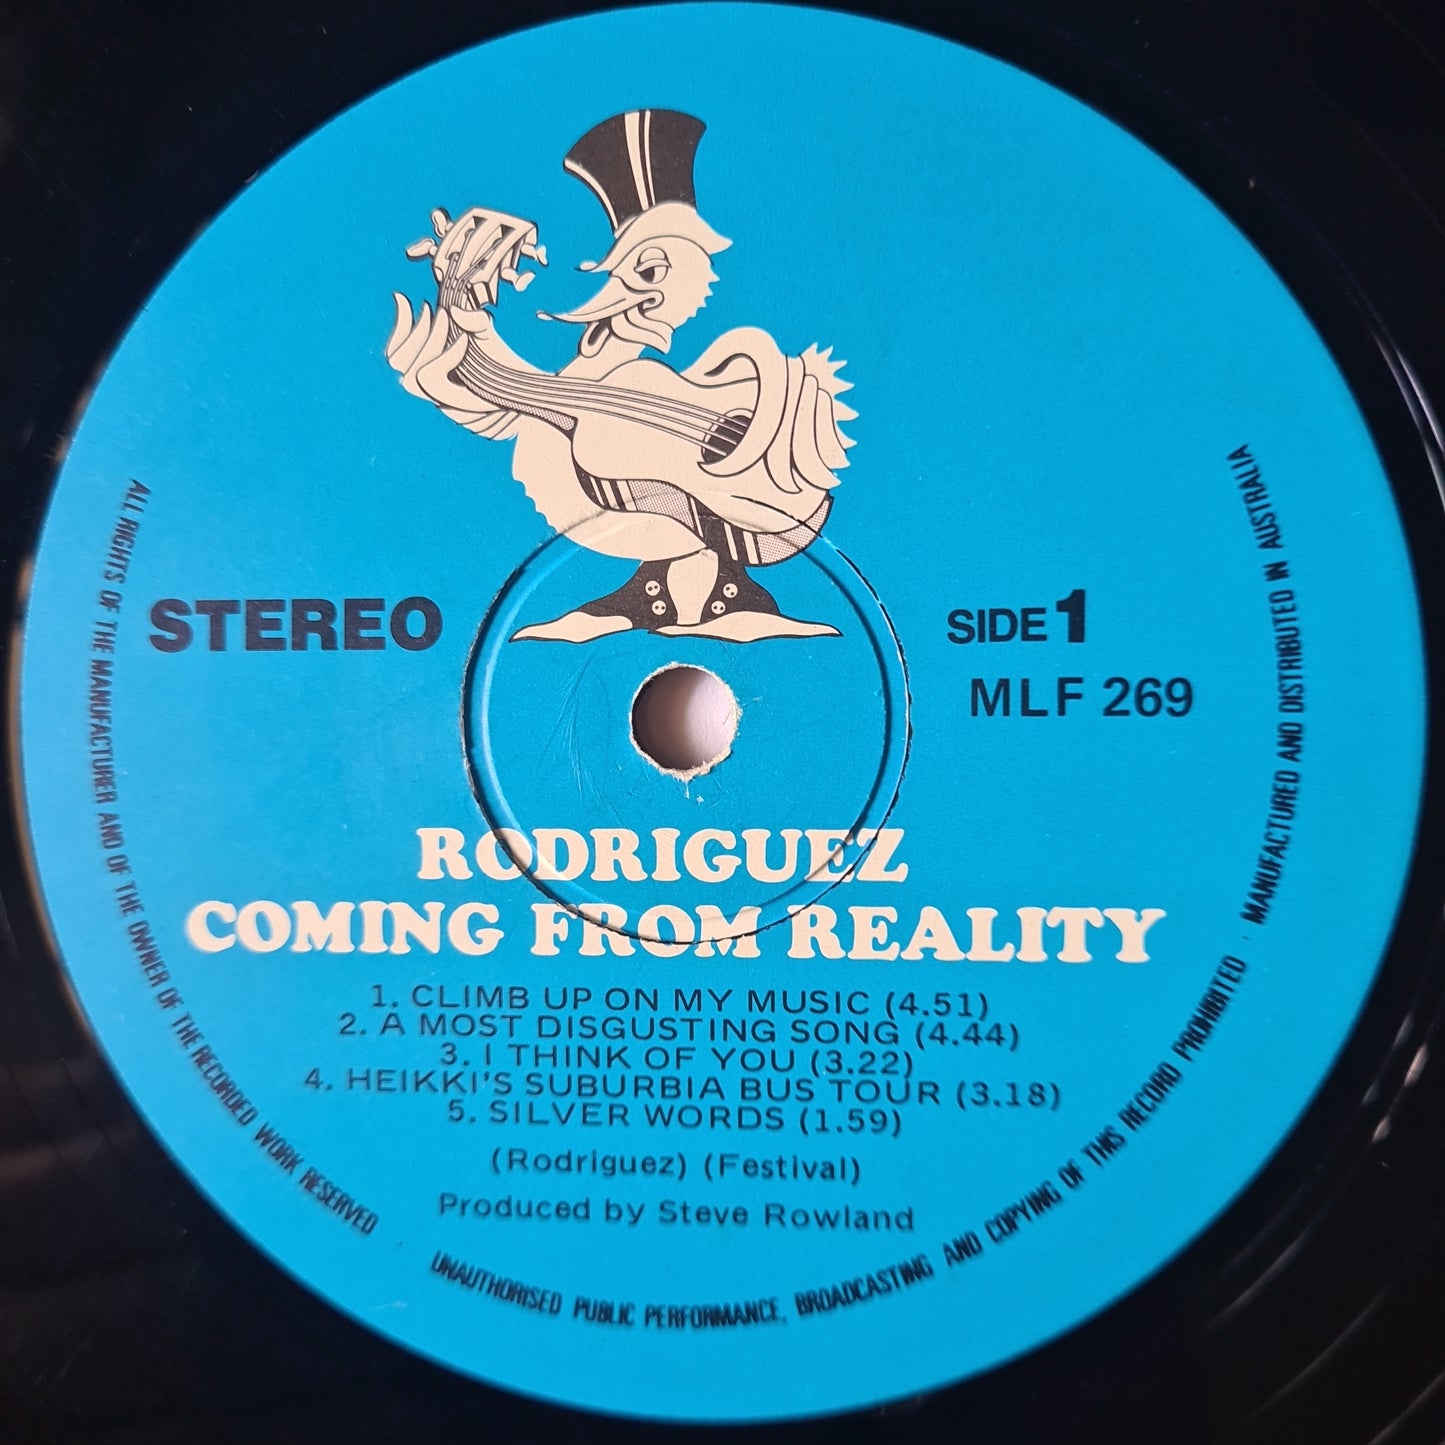 STEREO
SIDE 1
MLF 269
RODRIGUEZ
COMING FROM REALITY
1. CLIMB UP ON MY MUSIC (4.51)
2. A MOST DISGUSTING SONG (4.44)
3. I THINK OF YOU (3.22)
4. HEIKKI'S SUBURBIA BUS TOUR (3.18)
5. SILVER WORDS (1.59)
(Rodriguez) (Festival)
Produced by Steve Rowland
ALL RIGHTS OF THE MANUFACTURER AND OF THE OWNER OF THE RECORDED WORK RESERVED
UNAUTHORISED PUBLIC PERFORMANCE, BROADCASTING AND COPYING OF THIS RECORD PROHIBITED · MANUFACTURED AND DISTRIBUTED IN AUSTRALIA